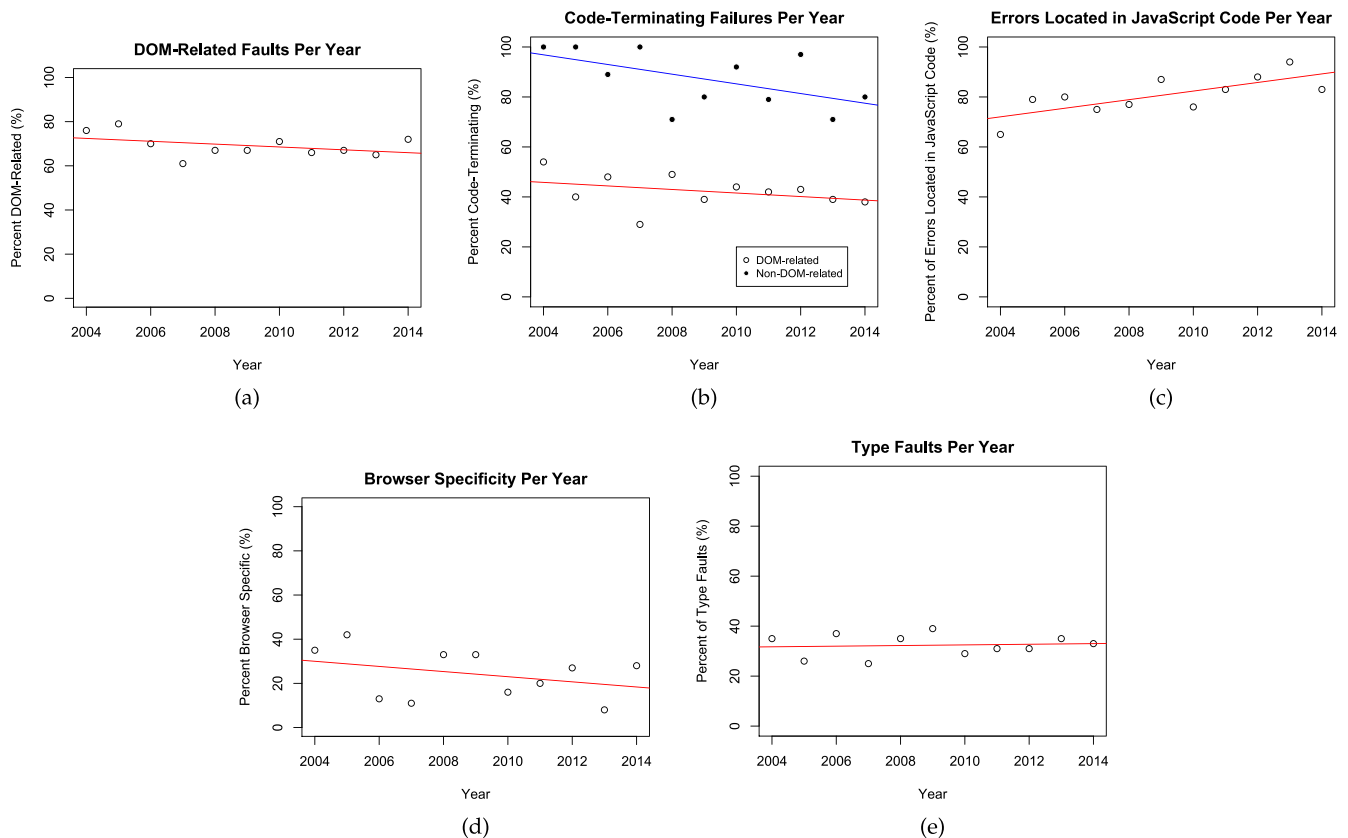 DOM-Related Faults Per Year
Percent DOM-Related (%)
100
80
60
40
20
0
2004 2006 2008 2010 2012 2014
Year
(a)
Code-Terminating Failures Per Year
Percent Code-Terminating (%)
100
80
60
40
20
0
DOM-related
Non-DOM-related
2004 2006 2008 2010 2012 2014
Year
(b)
Errors Located in JavaScript Code Per Year
Percent of Errors Located in JavaScript Code (%)
100
80
60
40
20
0
2004 2006 2008 2010 2012 2014
Year
(c)
Browser Specificity Per Year
Percent Browser Specific (%)
100
80
60
40
20
0
2004 2006 2008 2010 2012 2014
Year
(d)
Type Faults Per Year
Percent of Type Faults (%)
100
80
60
40
20
0
2004 2006 2008 2010 2012 2014
Year
(e)